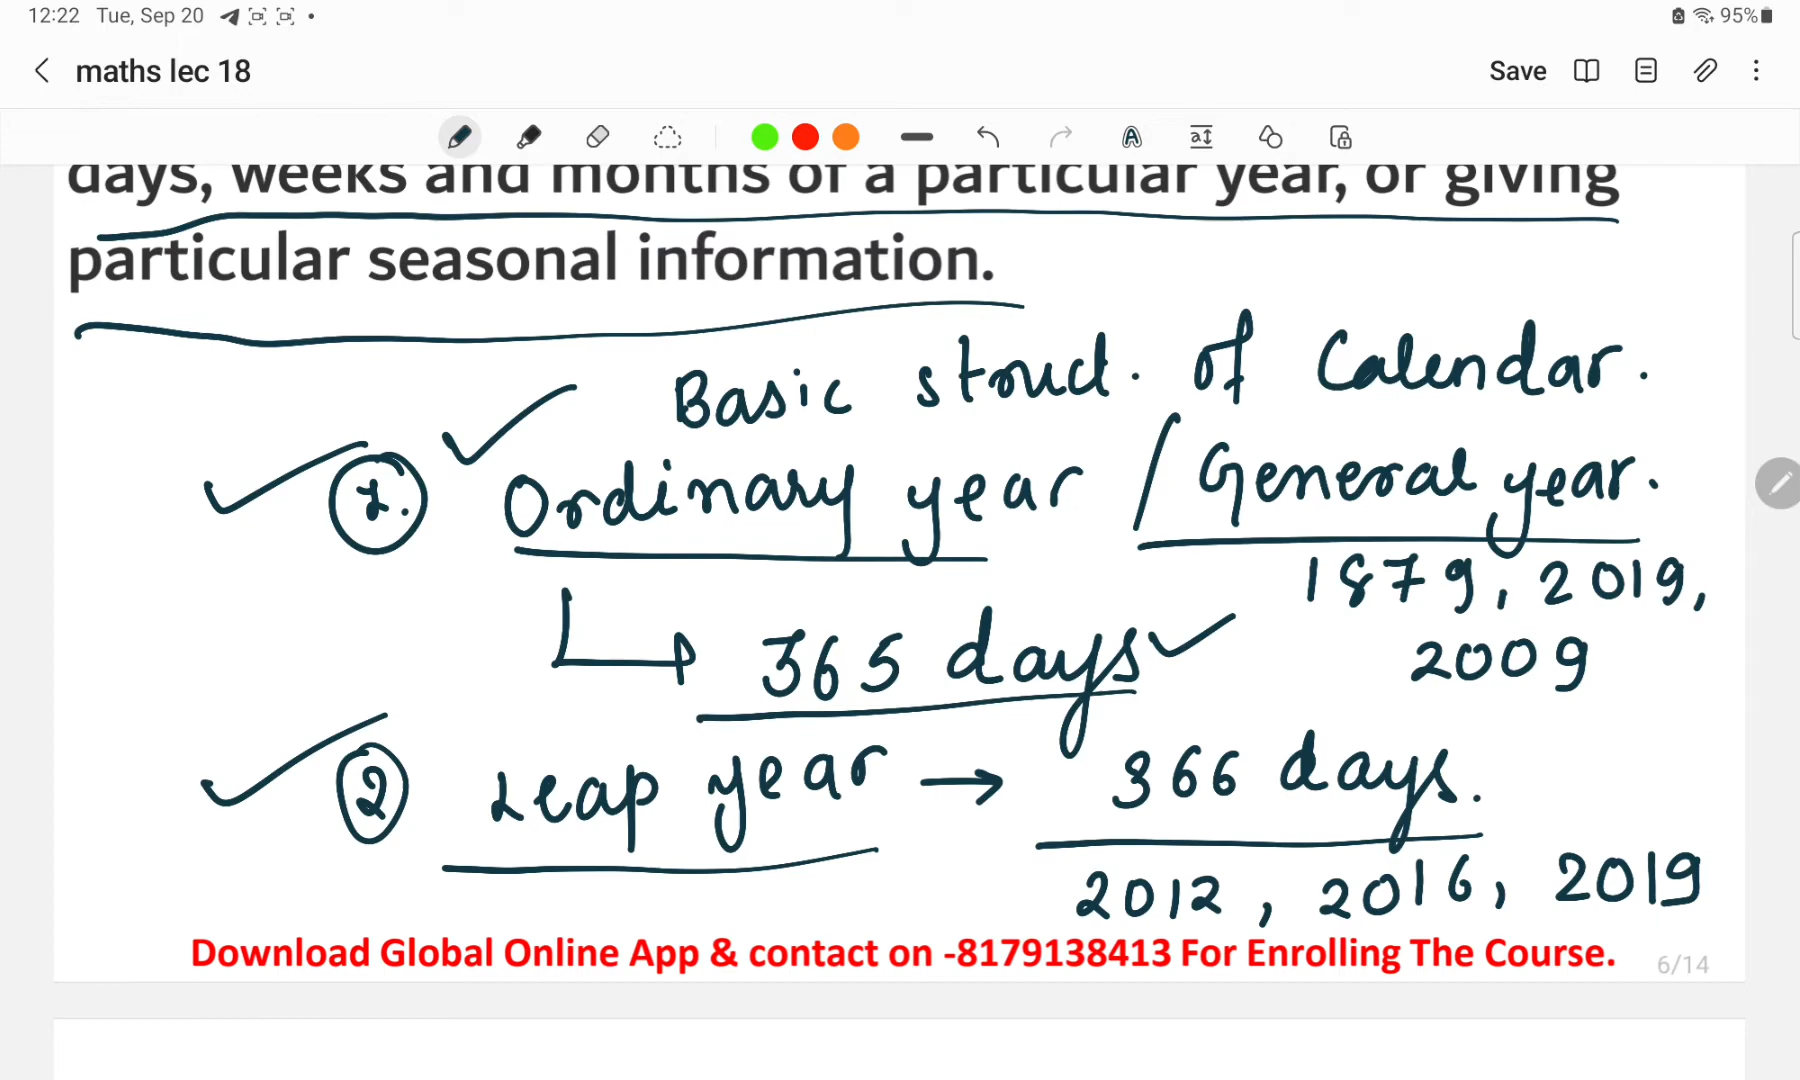 12:22 Tue, Sep 20 95%
maths lec 18
Save
days, weeks and months of a particular year, or giving
particular seasonal information.
Basic struct. of Calendar.
1. Ordinary year / General year.
1879, 2019,
365 days
2009
2 Leap year → 366 days.
2012, 2016, 2019
Download Global Online App & contact on -8179138413 For Enrolling The Course.
6/14